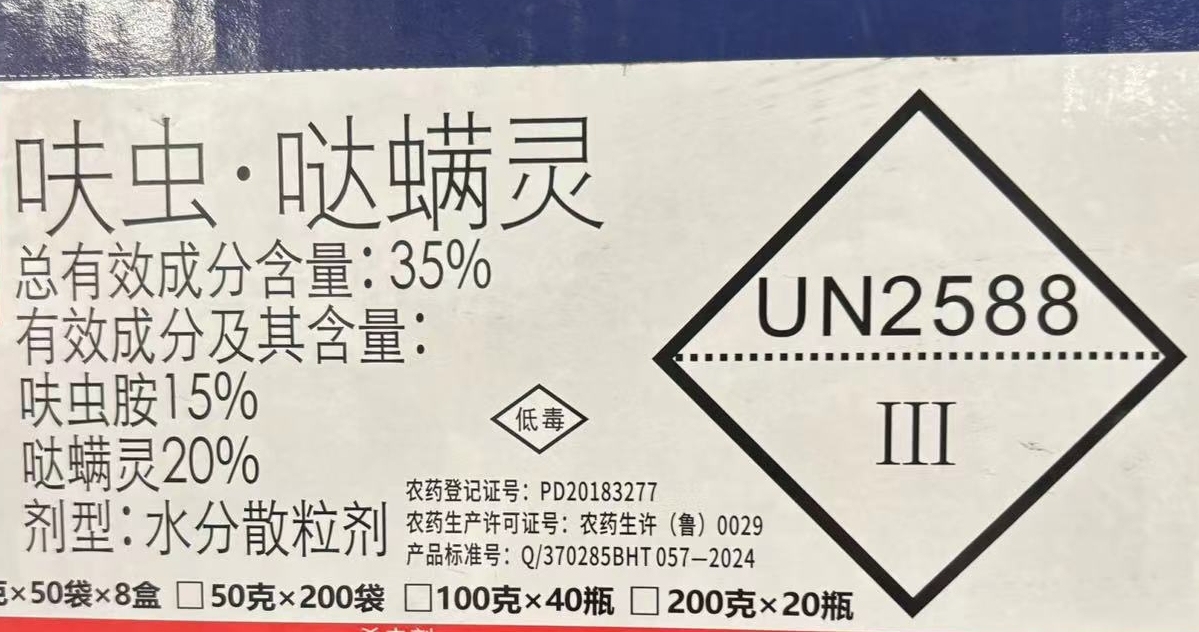 呋虫·哒螨灵
总有效成分含量：35%
有效成分及其含量：
呋虫胺15%
哒螨灵20%
剂型：水分散粒剂
低毒
农药登记证号：PD20183277
农药生产许可证号：农药生许（鲁）0029
产品标准号：Q/370285BHT 057—2024
UN2588
III
克×50袋×8盒 □50克×200袋 □100克×40瓶 □200克×20瓶